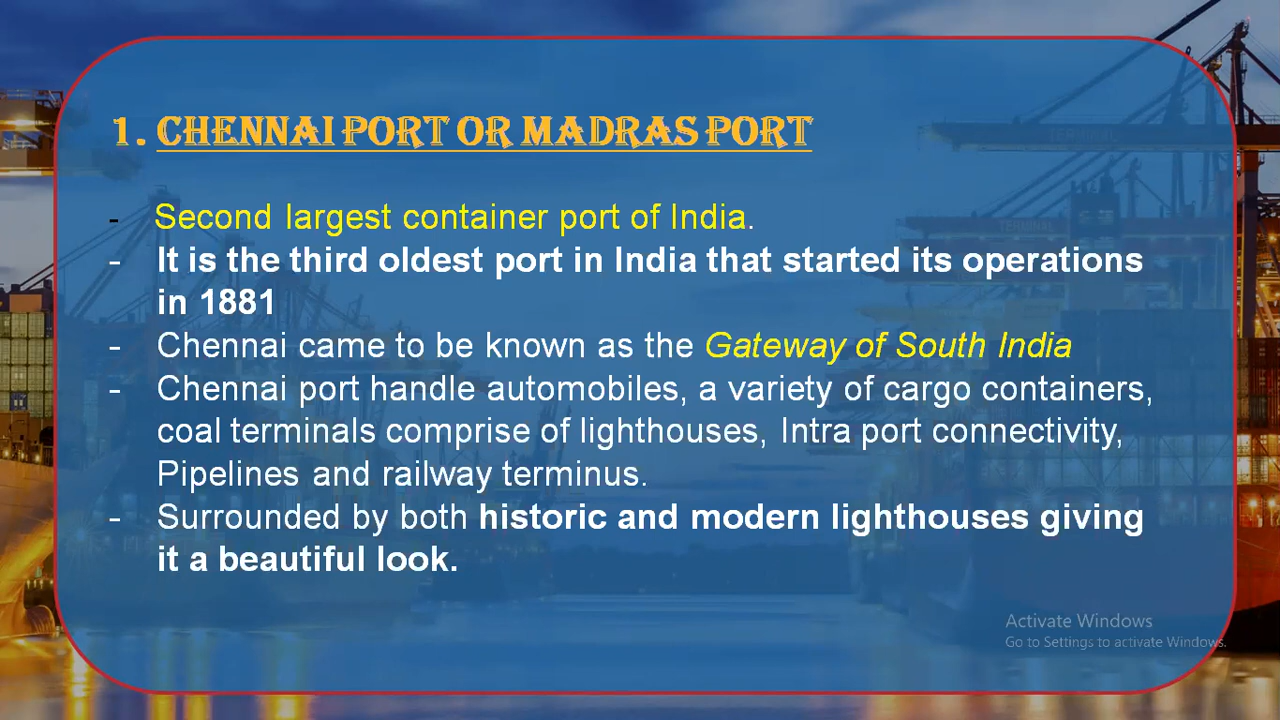 1. CHENNAI PORT OR MADRAS PORT
- Second largest container port of India.
- It is the third oldest port in India that started its operations
in 1881
- Chennai came to be known as the Gateway of South India
- Chennai port handle automobiles, a variety of cargo containers,
coal terminals comprise of lighthouses, Intra port connectivity,
Pipelines and railway terminus.
- Surrounded by both historic and modern lighthouses giving
it a beautiful look.
Activate Windows
Go to Settings to activate Windows.
TERMINAL
TERMINAL